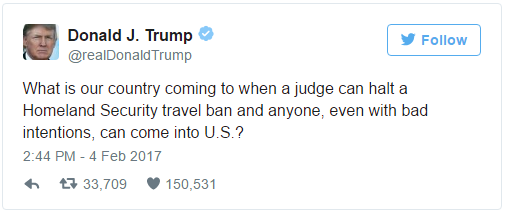 Donald J. Trump
@realDonaldTrump
Follow
What is our country coming to when a judge can halt a
Homeland Security travel ban and anyone, even with bad
intentions, can come into U.S.?
2:44 PM - 4 Feb 2017
33,709 150,531